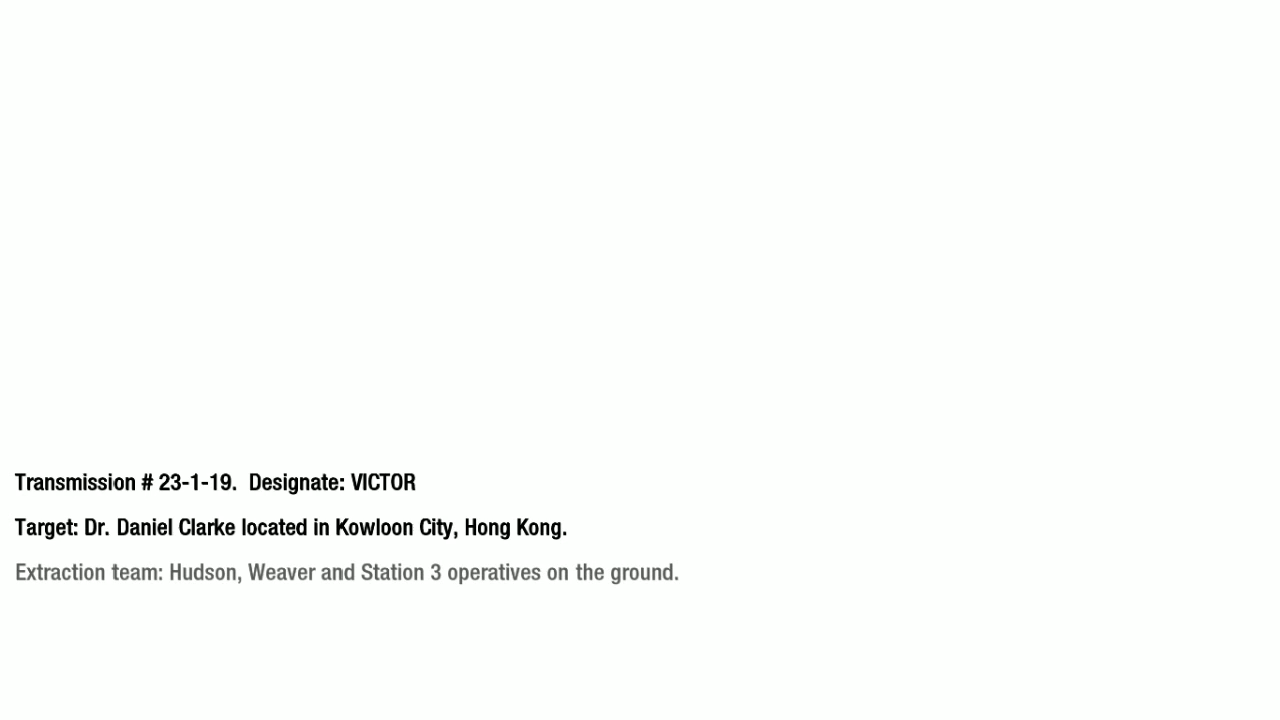 Transmission # 23-1-19.  Designate: VICTOR
Target: Dr. Daniel Clarke located in Kowloon City, Hong Kong.
Extraction team: Hudson, Weaver and Station 3 operatives on the ground.